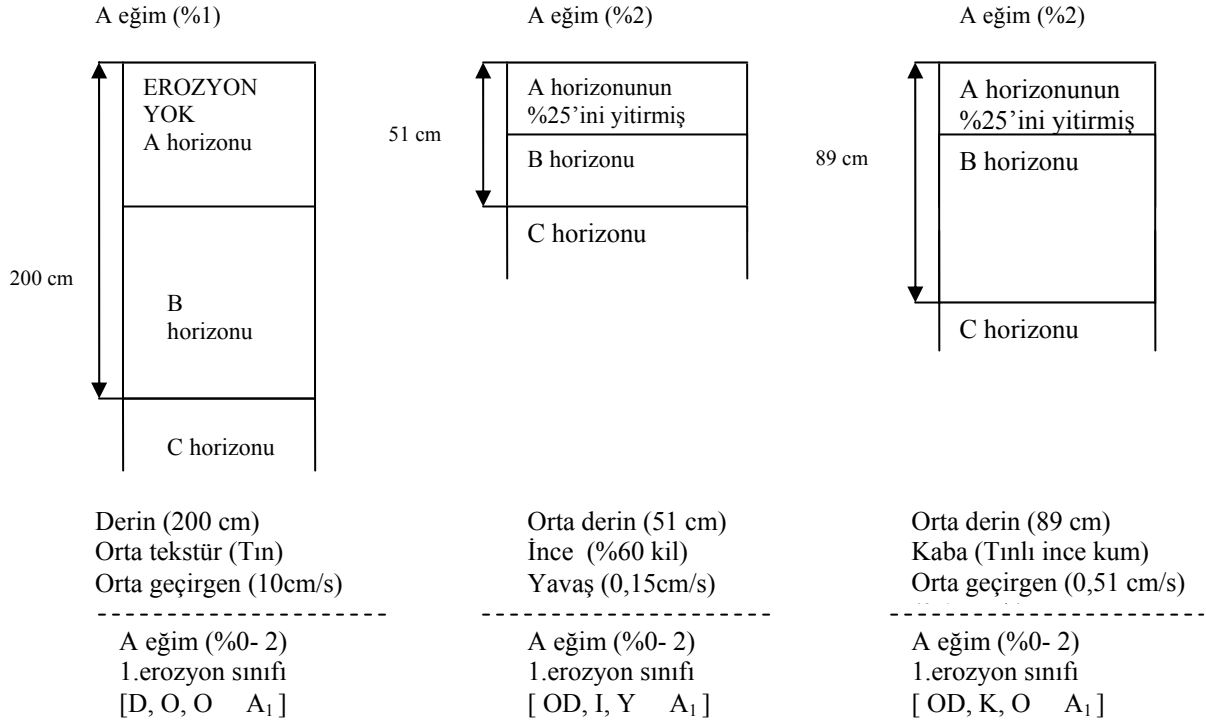 A eğim (%1)
EROZYON
YOK
A horizonu
200 cm
B
horizonu
C horizonu
Derin (200 cm)
Orta tekstür (Tın)
Orta geçirgen (10cm/s)
A eğim (%0- 2)
1.erozyon sınıfı
[D, O, O A₁ ]
A eğim (%2)
A horizonunun
%25’ini yitirmiş
51 cm
B horizonu
C horizonu
Orta derin (51 cm)
İnce (%60 kil)
Yavaş (0,15cm/s)
A eğim (%0- 2)
1.erozyon sınıfı
[ OD, I, Y A₁ ]
A eğim (%2)
A horizonunun
%25’ini yitirmiş
89 cm
B horizonu
C horizonu
Orta derin (89 cm)
Kaba (Tınlı ince kum)
Orta geçirgen (0,51 cm/s)
A eğim (%0- 2)
1.erozyon sınıfı
[ OD, K, O A₁ ]